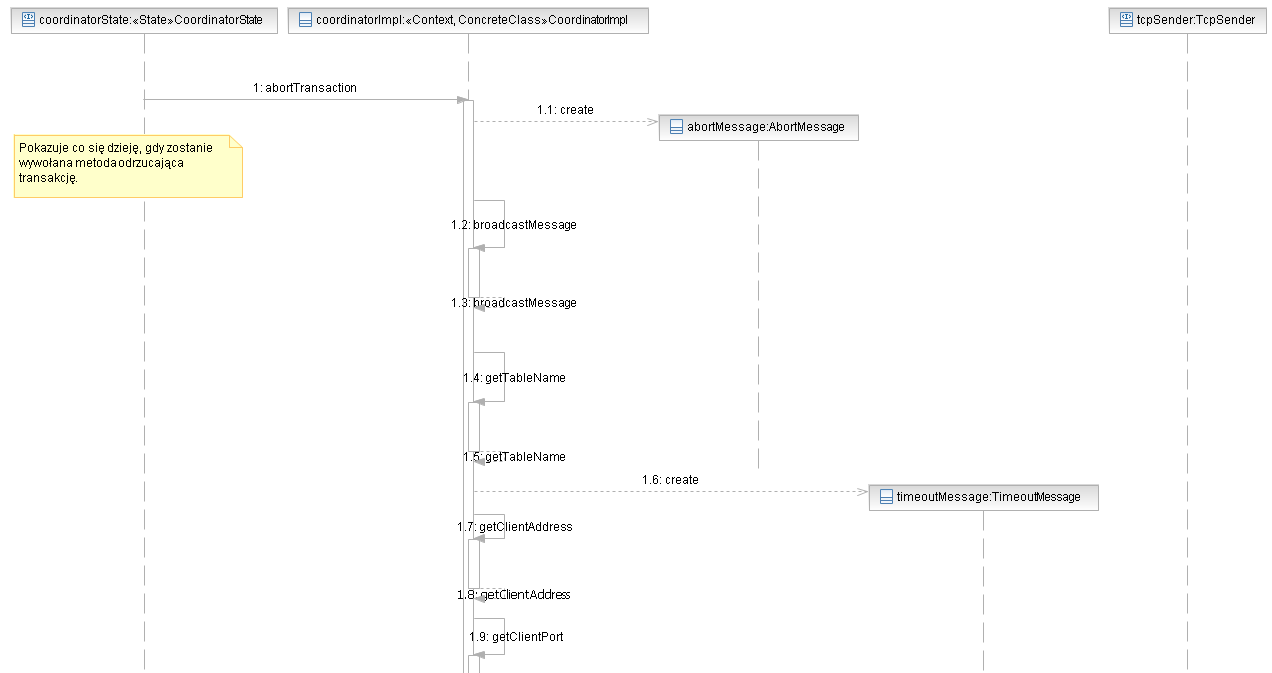 coordinatorState:«State»CoordinatorState
coordinatorImpl:«Context, ConcreteClass»CoordinatorImpl
tcpSender:TcpSender
1: abortTransaction
1.1: create
abortMessage:AbortMessage
Pokazuje co się dzieję, gdy zostanie
wywołana metoda odrzucająca
transakcję.
1.2: broadcastMessage
1.3: broadcastMessage
1.4: getTableName
1.5: getTableName
1.6: create
timeoutMessage:TimeoutMessage
1.7: getClientAddress
1.8: getClientAddress
1.9: getClientPort